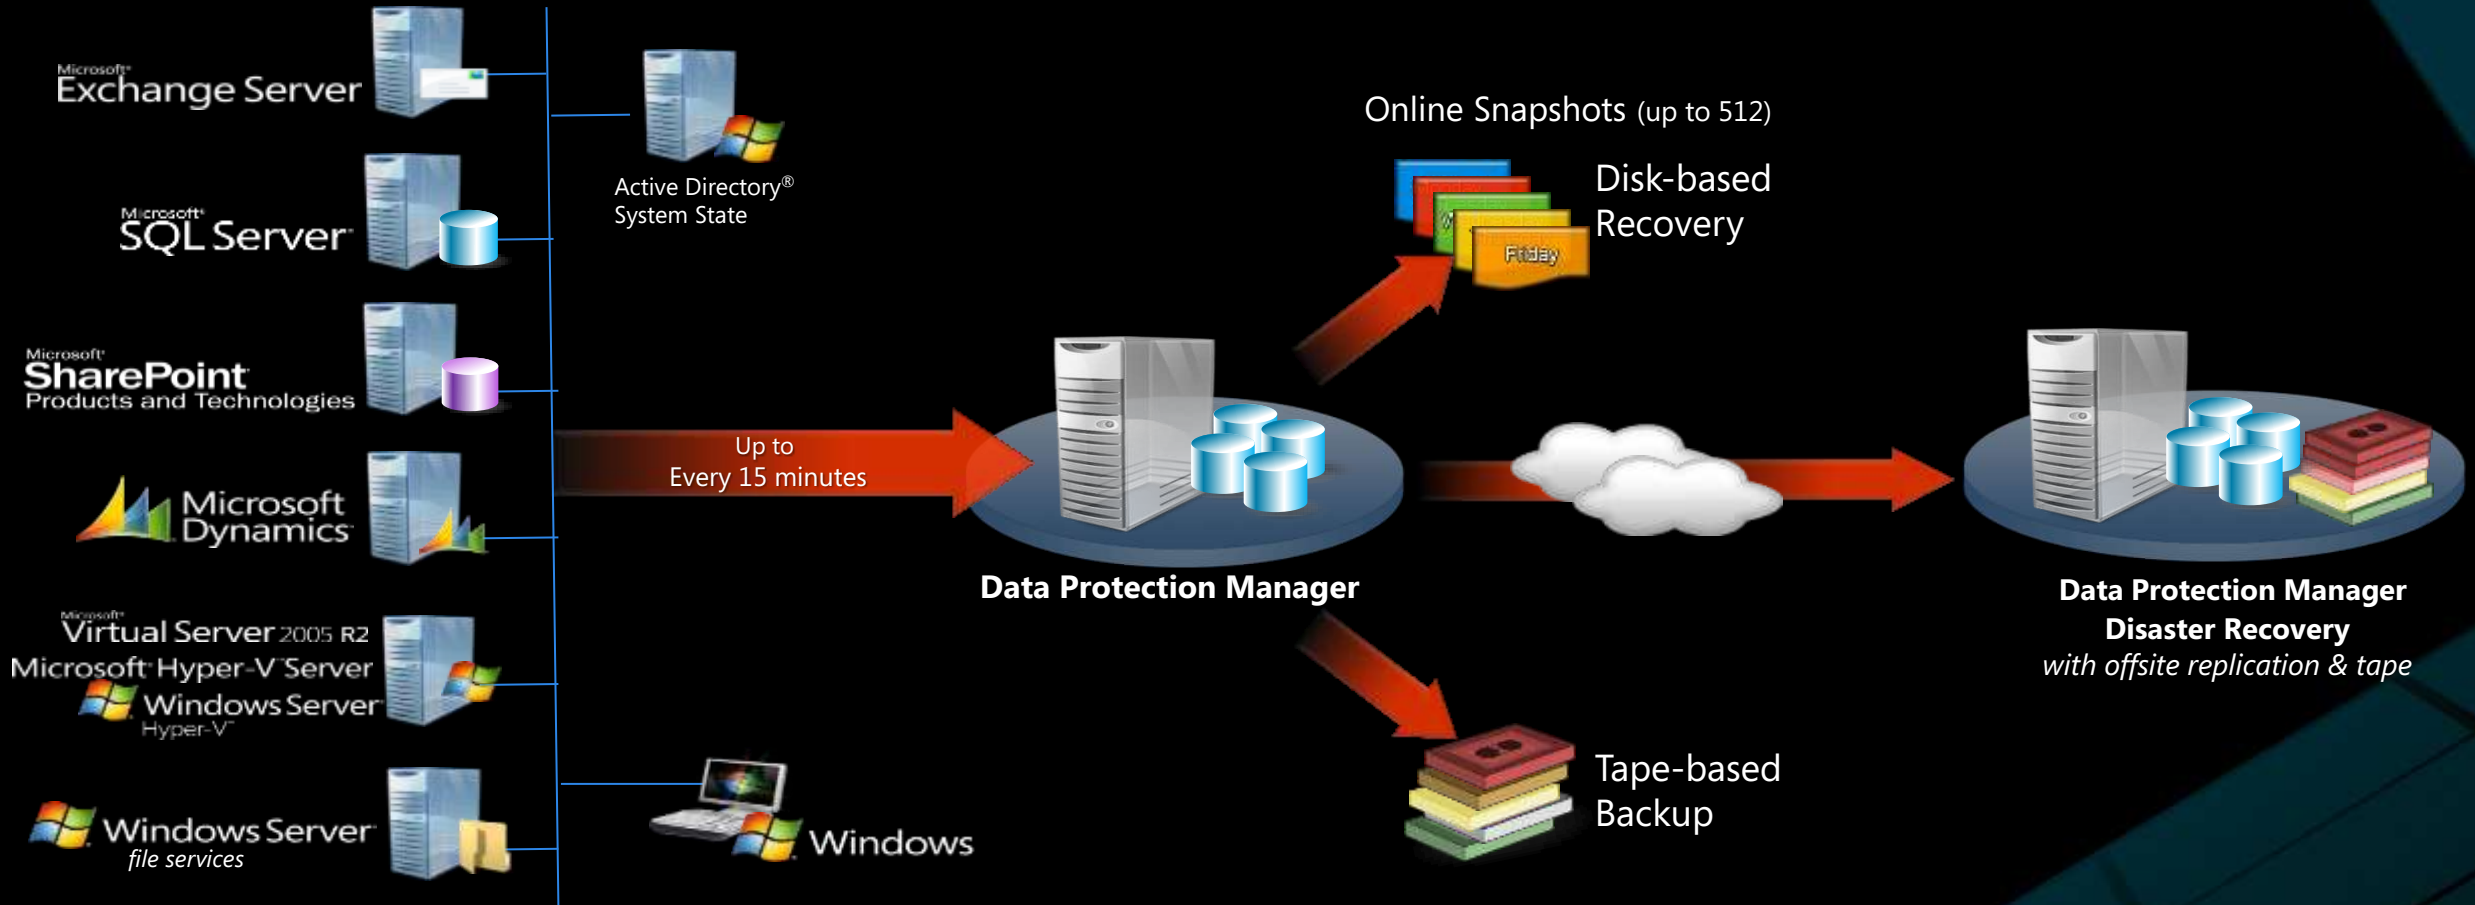 Microsoft®
Exchange Server
Microsoft®
SQL Server
Microsoft®
SharePoint
Products and Technologies
Microsoft
Dynamics
Microsoft®
Virtual Server 2005 R2
Microsoft® Hyper-V™ Server
Windows Server
Hyper-V™
Windows Server
file services
Active Directory®
System State
Windows
Up to
Every 15 minutes
Data Protection Manager
Online Snapshots (up to 512)
Disk-based
Recovery
Friday
Tape-based
Backup
Data Protection Manager
Disaster Recovery
with offsite replication & tape